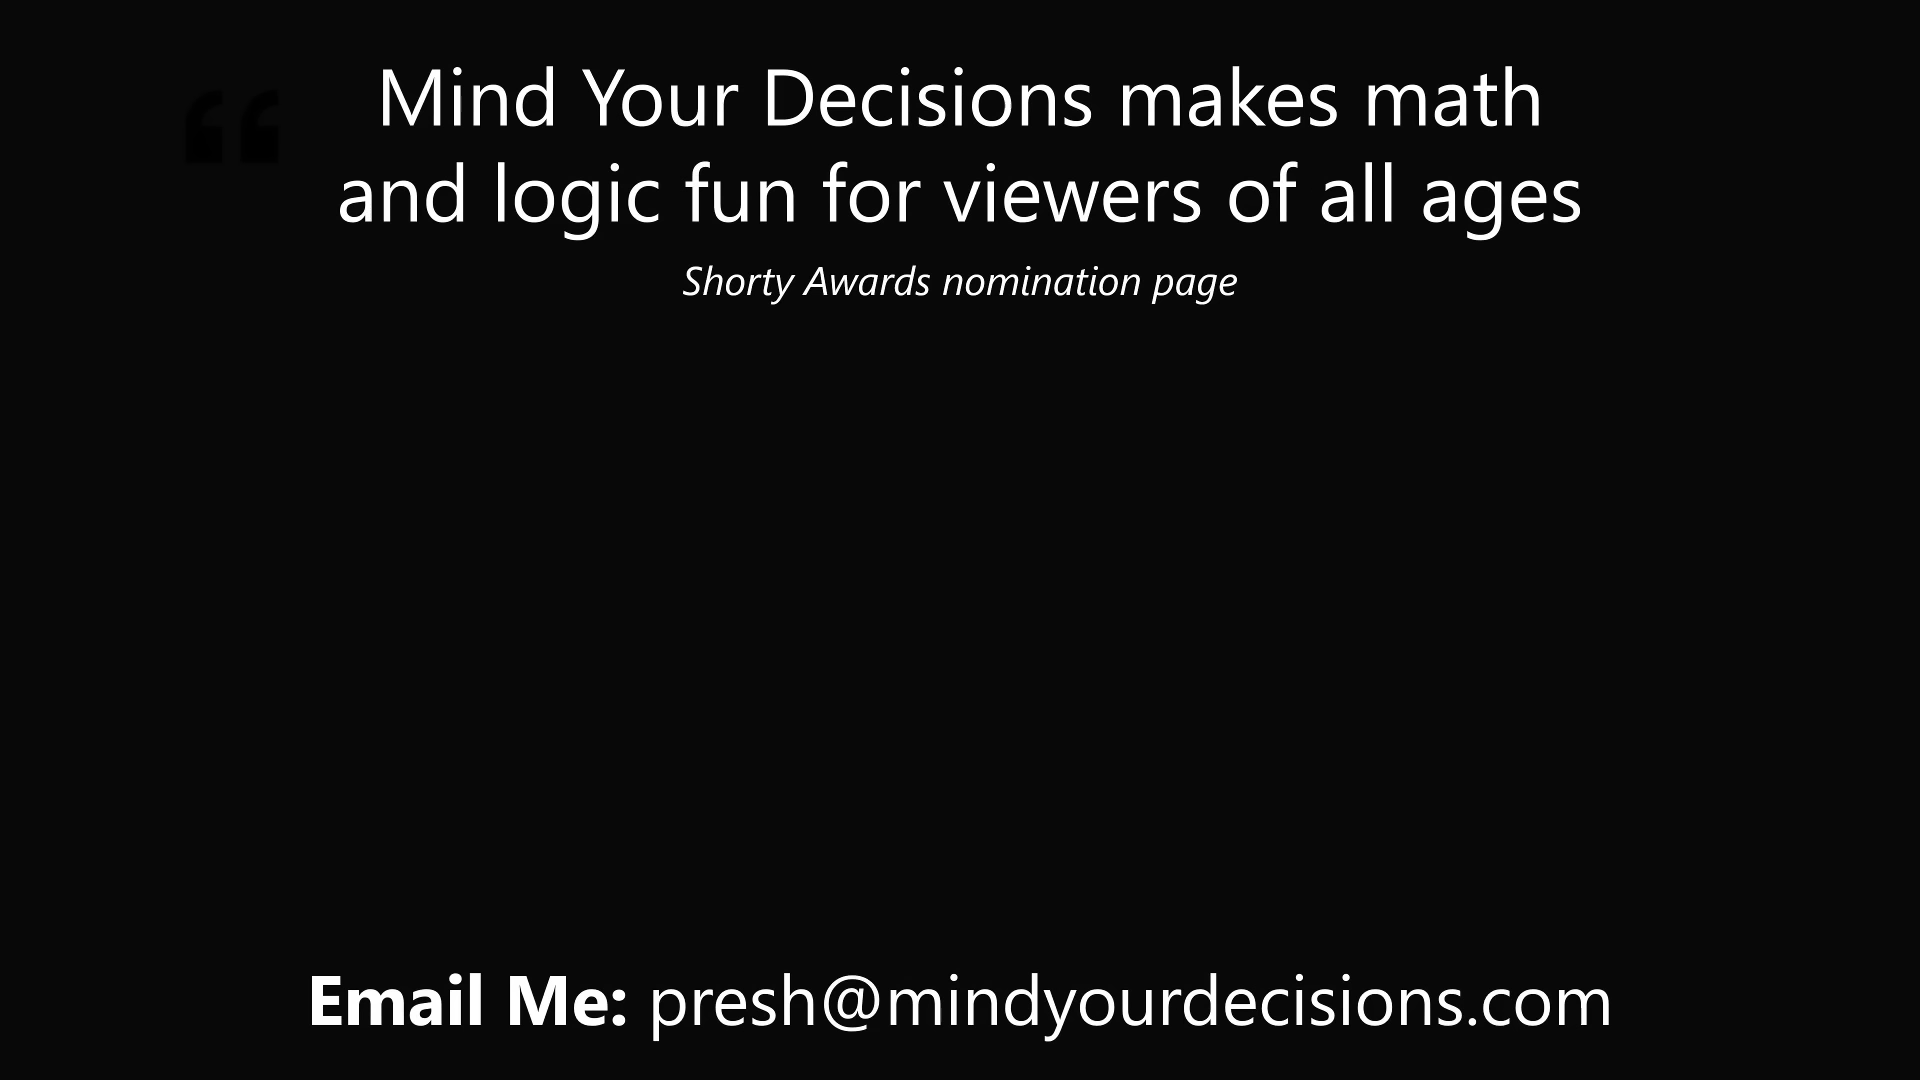 “
Mind Your Decisions makes math
and logic fun for viewers of all ages
Shorty Awards nomination page
Email Me: presh@mindyourdecisions.com